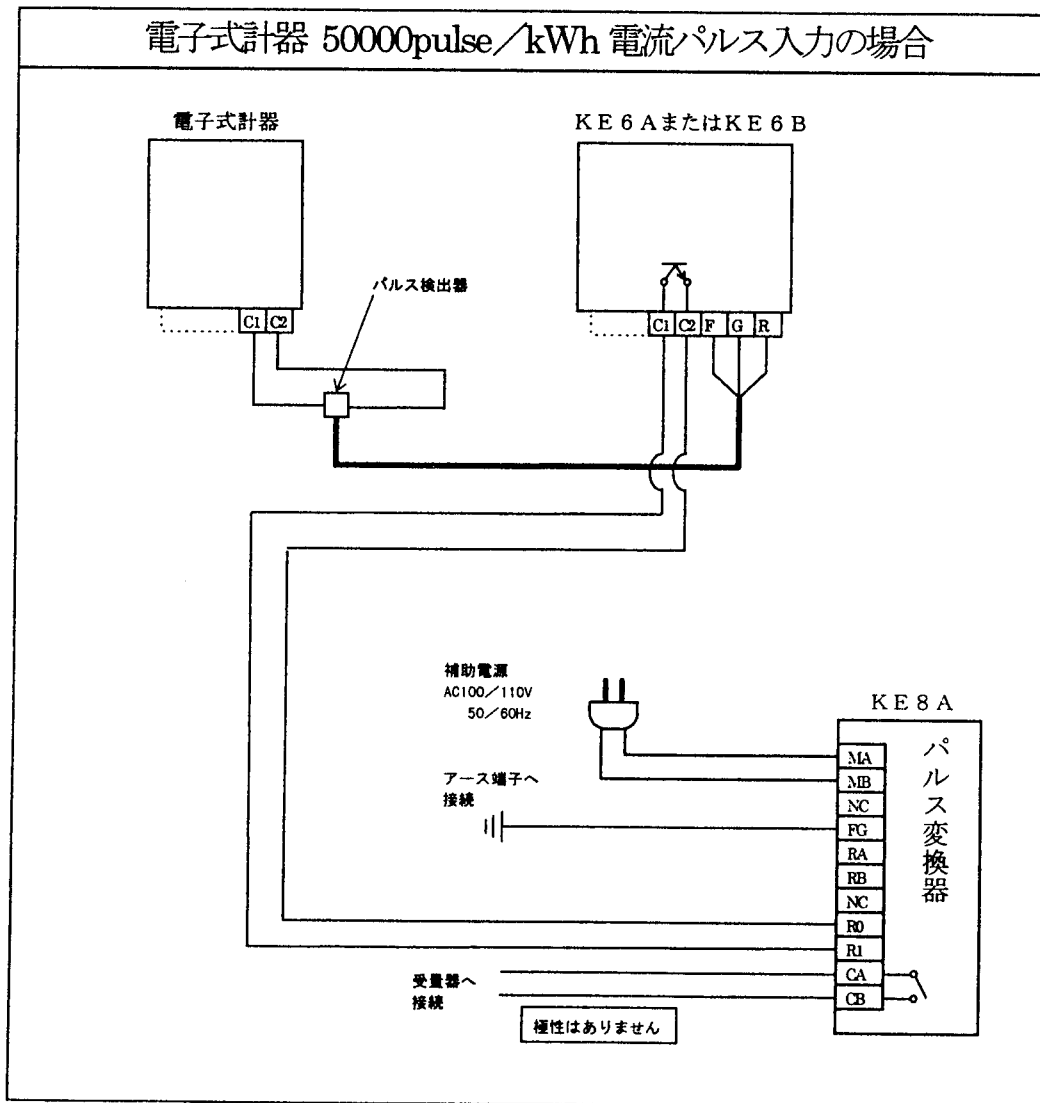 電子式計器 50000pulse/kWh 電流パルス入力の場合
電子式計器
KE6AまたはKE6B
パルス検出器
C1 C2
C1 C2 F G R
補助電源
AC100/110V
50/60Hz
KE8A
パルス変換器
アース端子へ
接続
MA
MB
NC
FG
RA
RB
NC
R0
R1
CA
CB
受量器へ
接続
極性はありません